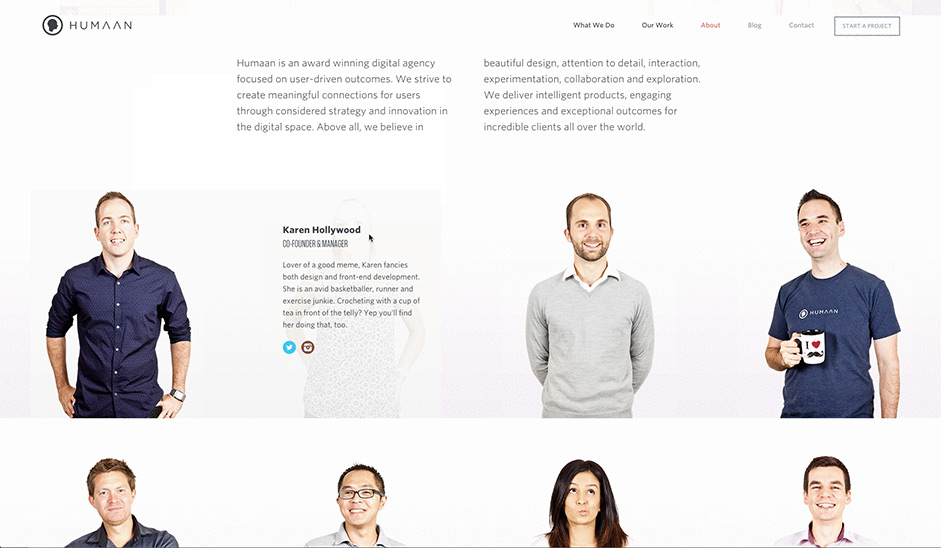 HUMAAN
What We Do
Our Work
About
Blog
Contact
START A PROJECT
Humaan is an award winning digital agency
focused on user-driven outcomes. We strive to
create meaningful connections for users
through considered strategy and innovation in
the digital space. Above all, we believe in
beautiful design, attention to detail, interaction,
experimentation, collaboration and exploration.
We deliver intelligent products, engaging
experiences and exceptional outcomes for
incredible clients all over the world.
Karen Hollywood
CO-FOUNDER & MANAGER
Lover of a good meme, Karen fancies
both design and front-end development.
She is an avid basketballer, runner and
exercise junkie. Crocheting with a cup of
tea in front of the telly? Yep you'll find
her doing that, too.
HUMAAN
I